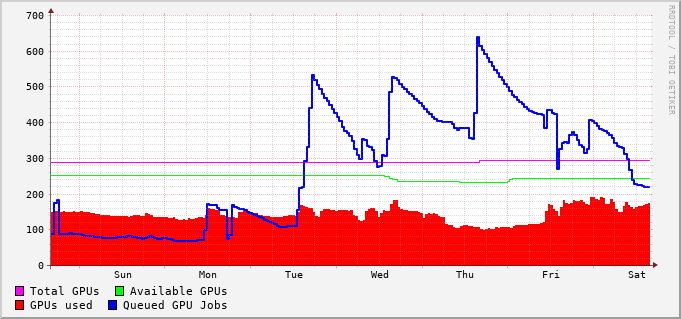 700
600
500
400
300
200
100
0
Sun Mon Tue Wed Thu Fri Sat
Total GPUs Available GPUs
GPUs used Queued GPU Jobs
RRDTOOL / TOBI OETIKER